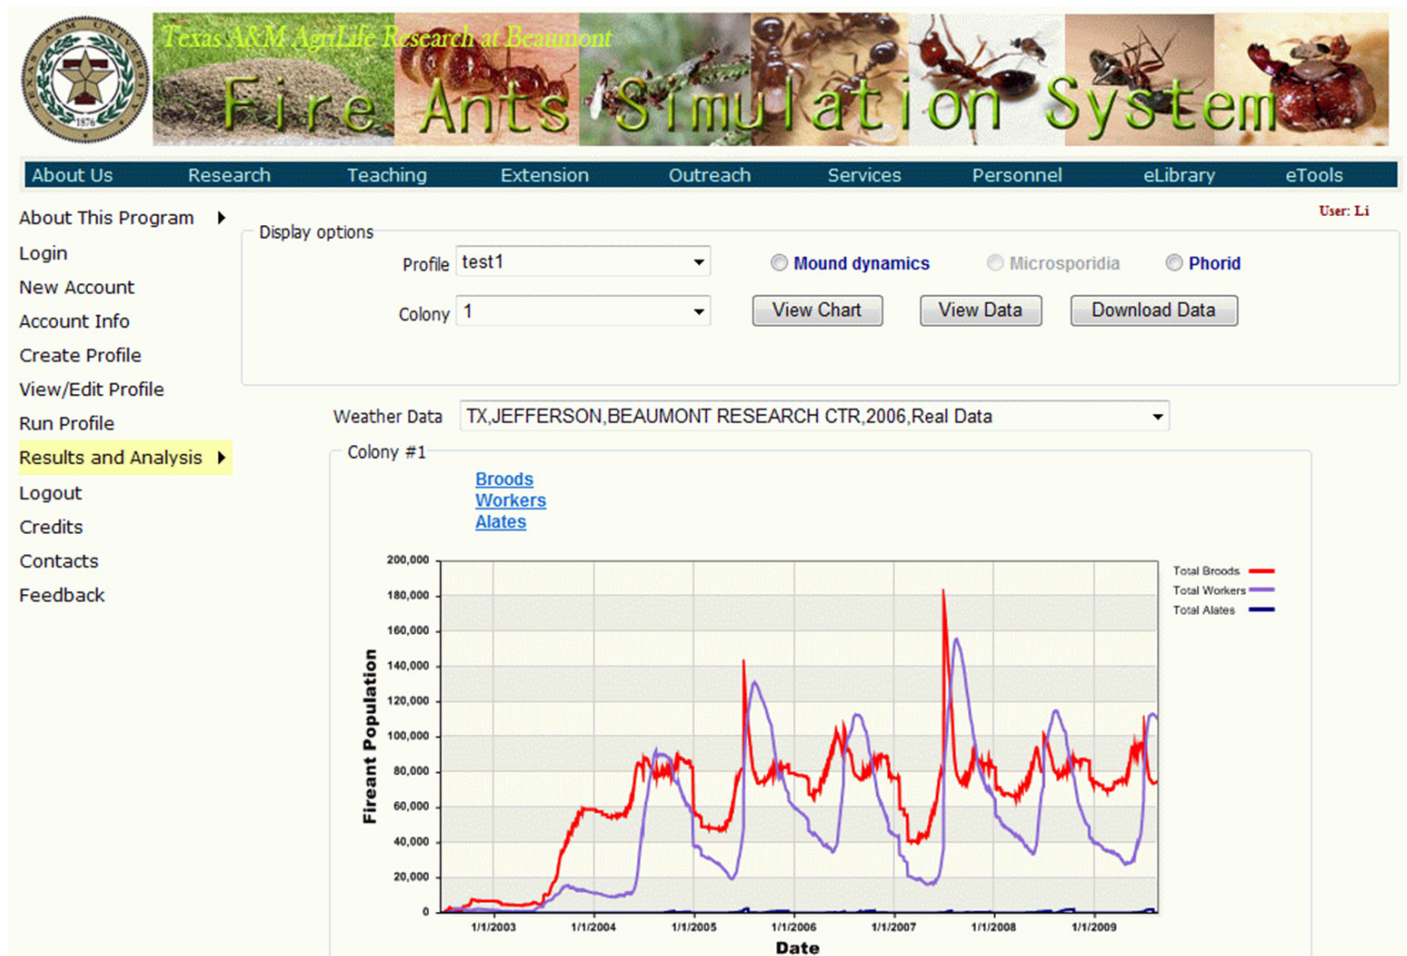 Texas A&M AgriLife Research at Beaumont
Fire Ants Simulation System
1876
About Us Research Teaching Extension Outreach Services Personnel eLibrary eTools
User: Li
About This Program
Login
New Account
Account Info
Create Profile
View/Edit Profile
Run Profile
Results and Analysis
Logout
Credits
Contacts
Feedback
Display options
Profile test1 Mound dynamics Microsporidia Phorid
Colony 1 View Chart View Data Download Data
Weather Data TX,JEFFERSON,BEAUMONT RESEARCH CTR,2006,Real Data
Colony #1
Broods
Workers
Alates
Fireant Population
200,000
180,000
160,000
140,000
120,000
100,000
80,000
60,000
40,000
20,000
0
1/1/2003 1/1/2004 1/1/2005 1/1/2006 1/1/2007 1/1/2008 1/1/2009
Date
Total Broods
Total Workers
Total Alates